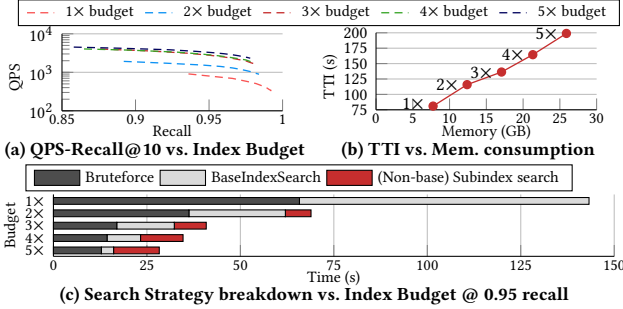 1× budget 2× budget 3× budget 4× budget 5× budget
QPS
10^4
10^3
10^2
0.85 0.9 0.95 1
Recall
TTI (s)
200
175
150
125
100
75
1× 2× 3× 4× 5×
0 5 10 15 20 25 30
Memory (GB)
(a) QPS-Recall@10 vs. Index Budget
(b) TTI vs. Mem. consumption
Bruteforce BaseIndexSearch (Non-base) Subindex search
Budget
1×
2×
3×
4×
5×
0 25 50 75 100 125 150
Time (s)
(c) Search Strategy breakdown vs. Index Budget @ 0.95 recall